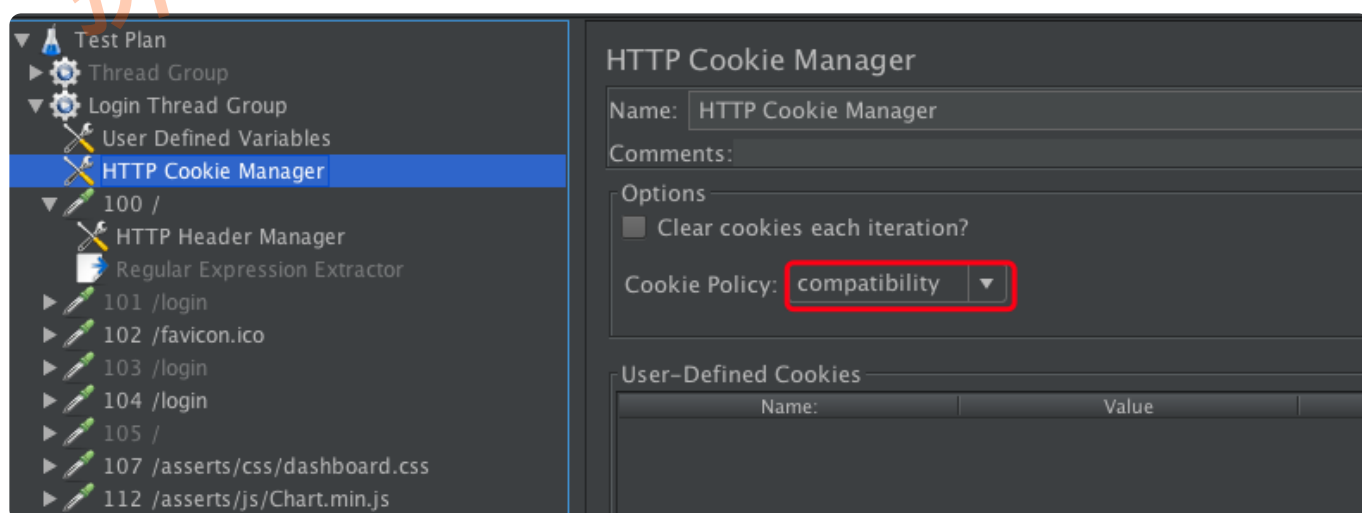 Test Plan
Thread Group
Login Thread Group
User Defined Variables
HTTP Cookie Manager
100 /
HTTP Header Manager
Regular Expression Extractor
101 /login
102 /favicon.ico
103 /login
104 /login
105 /
107 /asserts/css/dashboard.css
112 /asserts/js/Chart.min.js
HTTP Cookie Manager
Name: HTTP Cookie Manager
Comments:
Options
Clear cookies each iteration?
Cookie Policy: compatibility
User-Defined Cookies
Name: Value